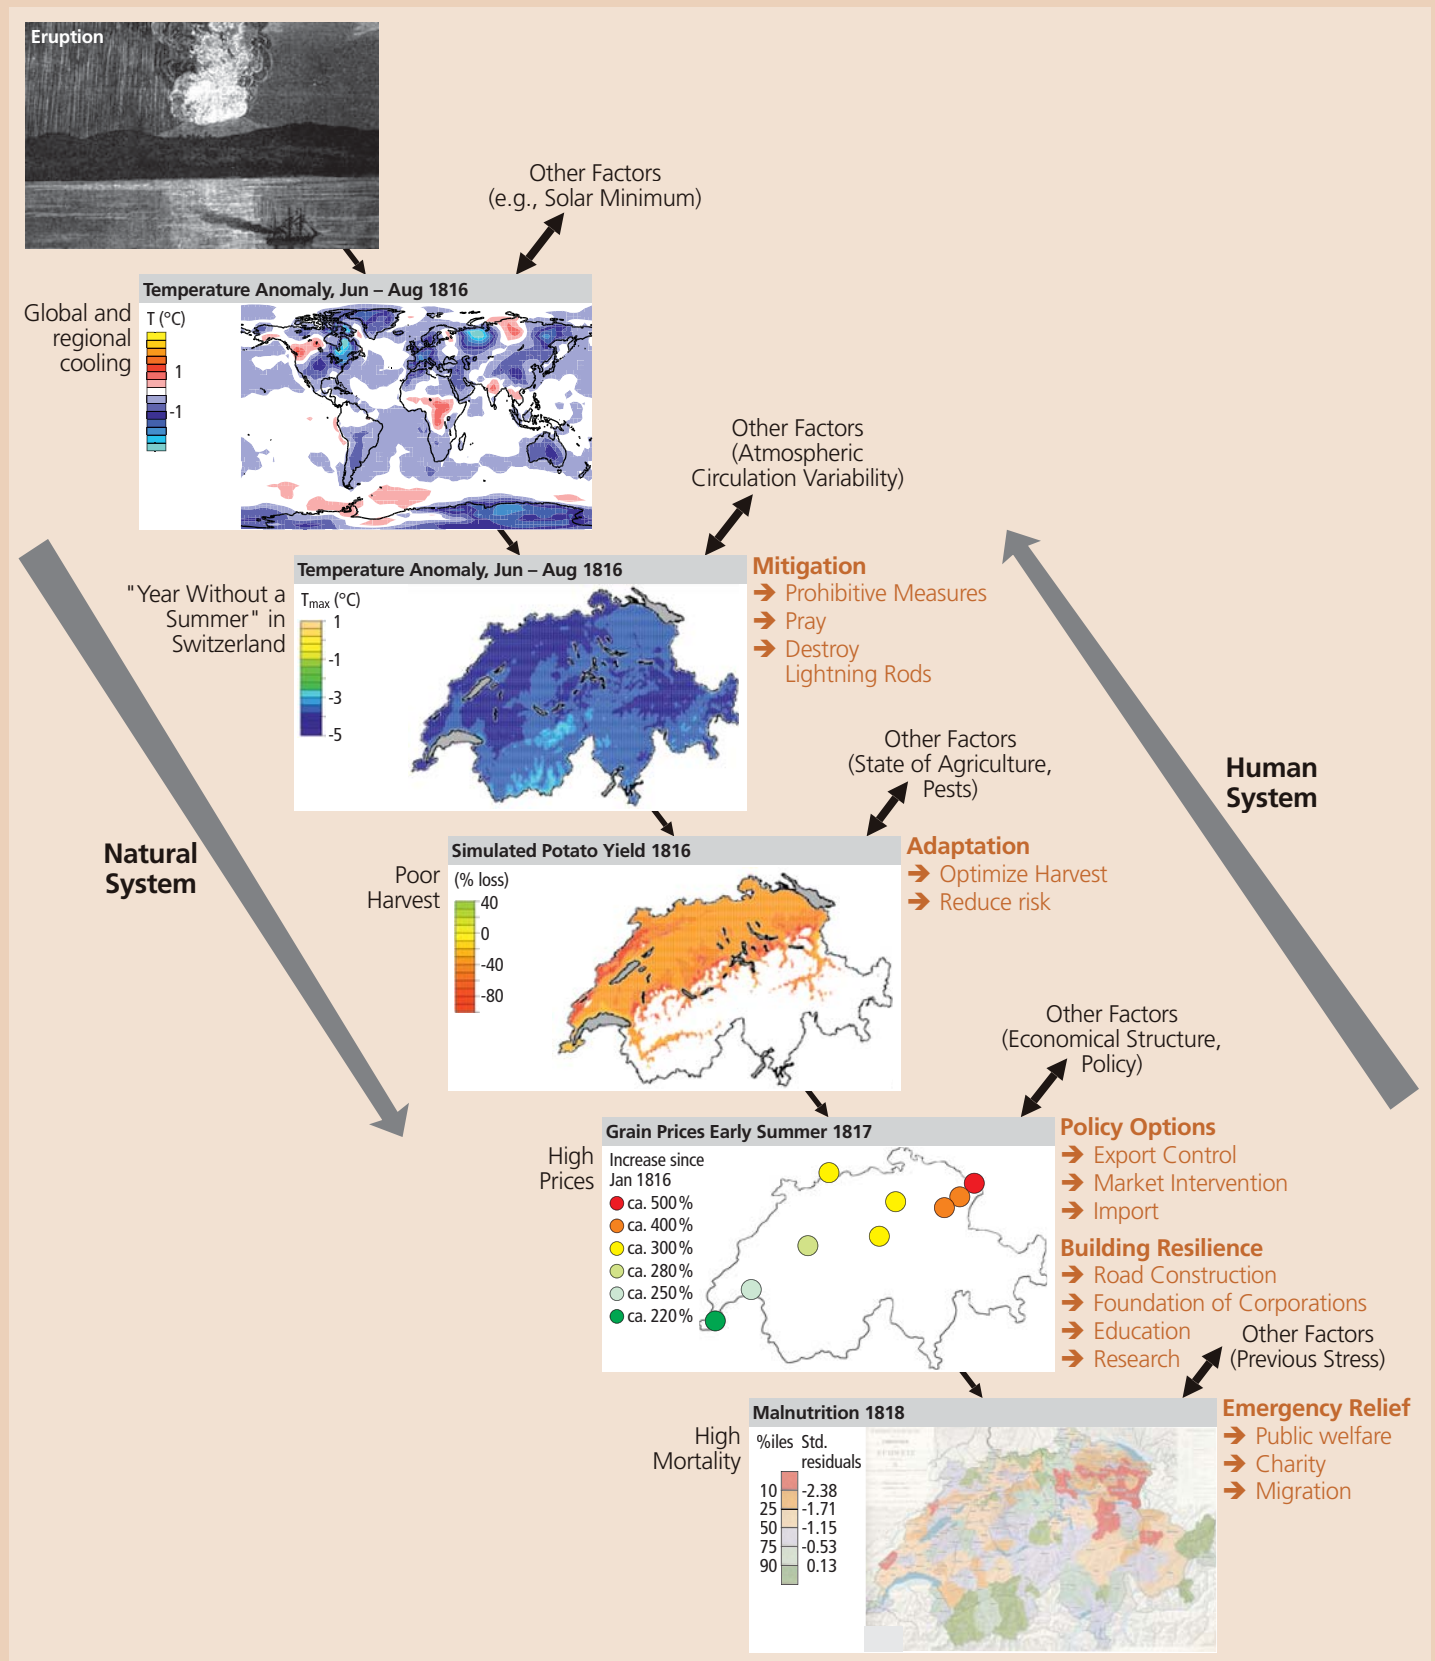 Eruption
Other Factors
(e.g., Solar Minimum)
Temperature Anomaly, Jun – Aug 1816
Global and
regional
cooling
T (°C)
1
-1
Other Factors
(Atmospheric
Circulation Variability)
Temperature Anomaly, Jun – Aug 1816
"Year Without a
Summer" in
Switzerland
Tmax (°C)
1
-1
-3
-5
Mitigation
➔ Prohibitive Measures
➔ Pray
➔ Destroy
Lightning Rods
Other Factors
(State of Agriculture,
Pests)
Natural
System
Human
System
Simulated Potato Yield 1816
Poor
Harvest
(% loss)
40
0
-40
-80
Adaptation
➔ Optimize Harvest
➔ Reduce risk
Other Factors
(Economical Structure,
Policy)
Grain Prices Early Summer 1817
High
Prices
Increase since
Jan 1816
ca. 500%
ca. 400%
ca. 300%
ca. 280%
ca. 250%
ca. 220%
Policy Options
➔ Export Control
➔ Market Intervention
➔ Import
Building Resilience
➔ Road Construction
➔ Foundation of Corporations
➔ Education
➔ Research
Other Factors
(Previous Stress)
Malnutrition 1818
High
Mortality
%iles Std.
residuals
10 -2.38
25 -1.71
50 -1.15
75 -0.53
90 0.13
Emergency Relief
➔ Public welfare
➔ Charity
➔ Migration